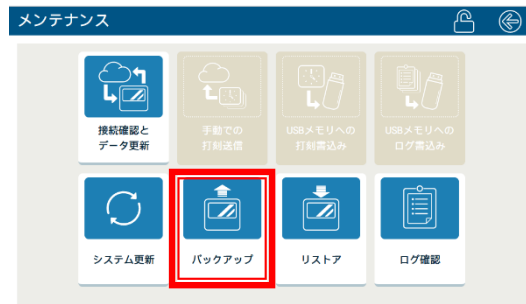 メンテナンス
接続確認と
データ更新
手動での
打刻送信
USBメモリへの
打刻書込み
USBメモリへの
ログ書込み
システム更新
バックアップ
リストア
ログ確認